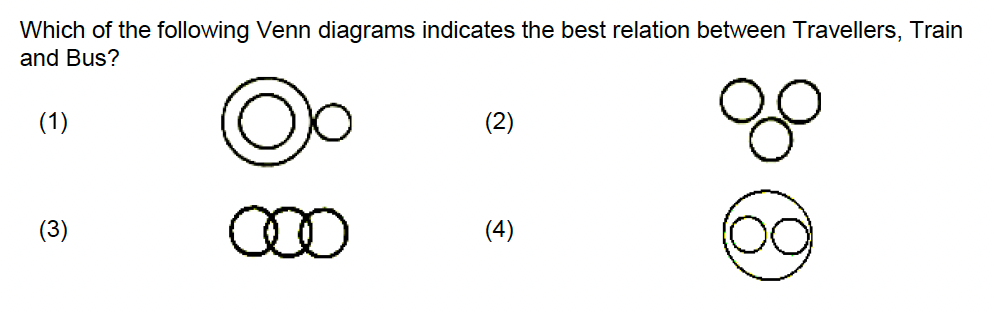 Which of the following Venn diagrams indicates the best relation between Travellers, Train
and Bus?
(1) (2)
(3) (4)